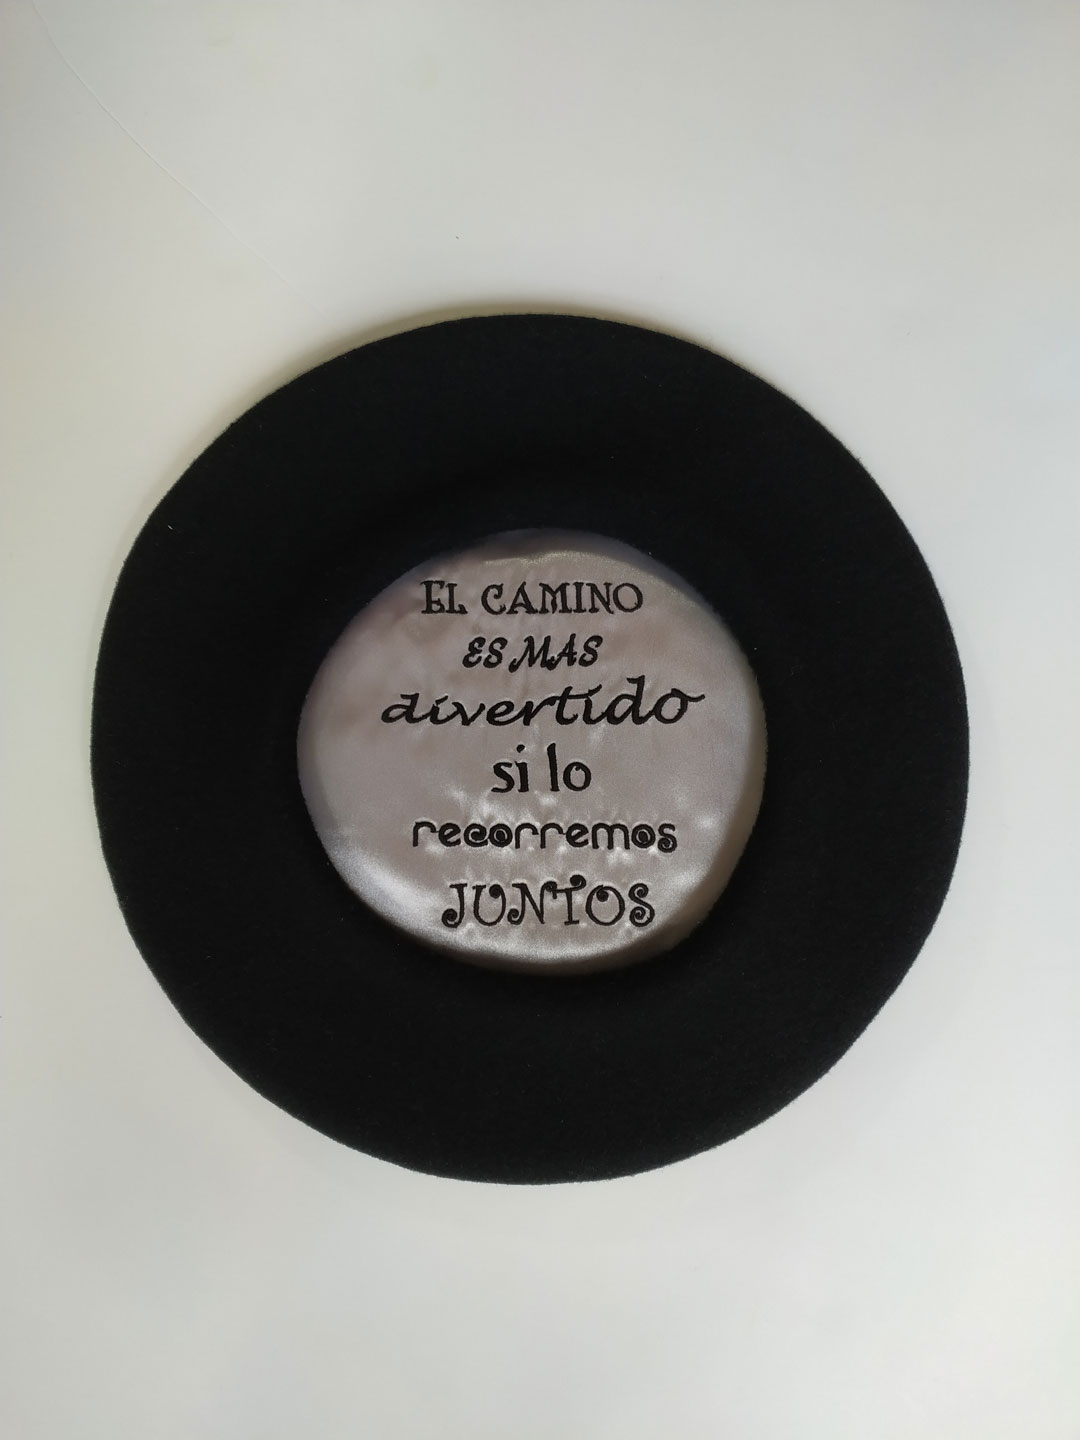 EL CAMINO
ES MAS
divertido
si lo
recorremos
JUNTOS